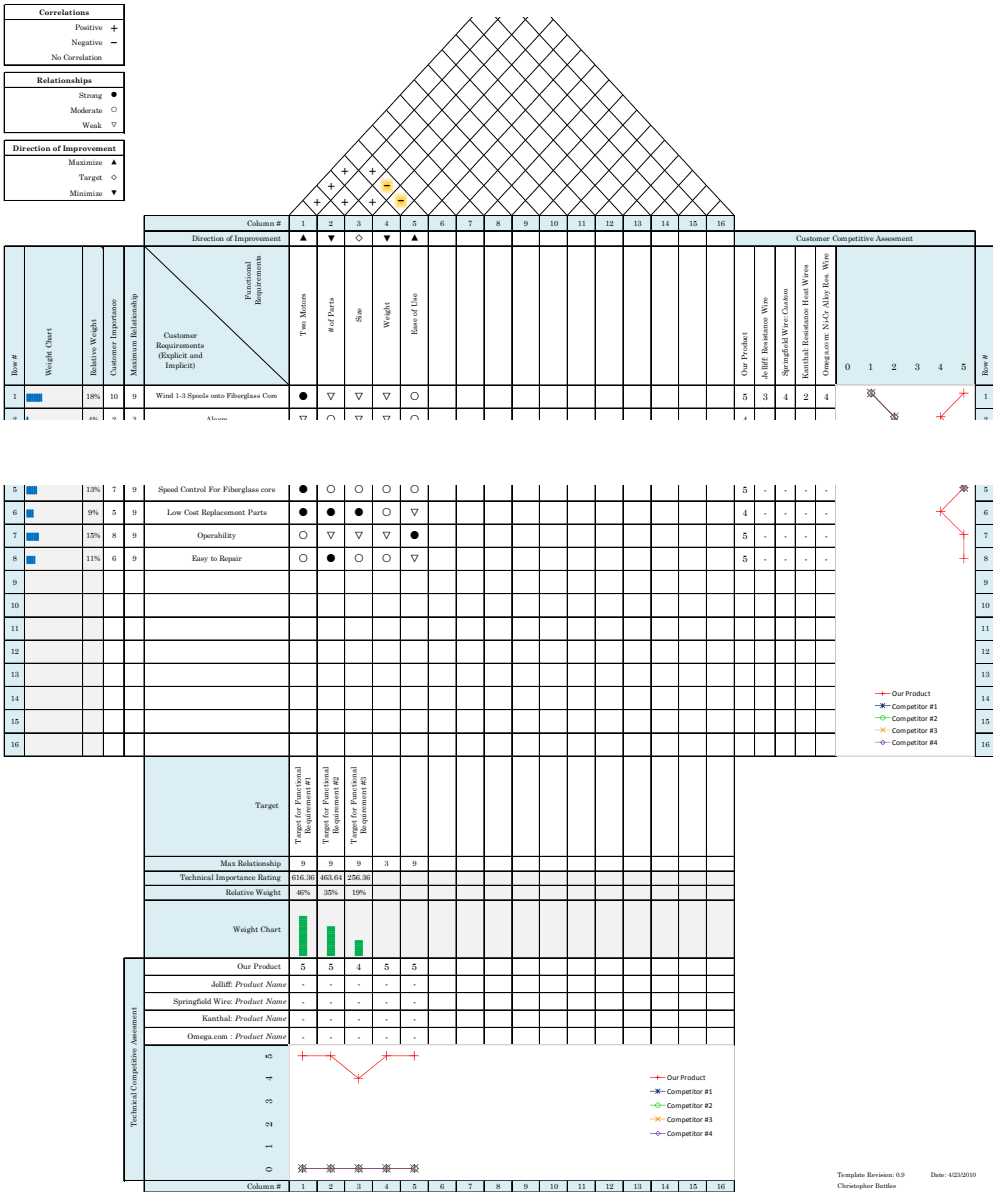 Correlations
Positive +
Negative −
No Correlation
Relationships
Strong ●
Moderate ○
Weak ▽
Direction of Improvement
Maximize ▲
Target ◇
Minimize ▼
Column # 1 2 3 4 5 6 7 8 9 10 11 12 13 14 15 16
Direction of Improvement ▲ ▼ ◇ ▼ ▲
Customer Competitive Assesment
Row #
Weight Chart
Relative Weight
Customer Importance
Maximum Relationship
Customer Requirements (Explicit and Implicit)
Functional Requirements
Two Motors
# of Parts
Size
Weight
Ease of Use
Our Product
Jelliff: Resistance Wire
Springfield Wire: Custom
Kanthal: Resistance Heat Wires
Omega.com: Ni-Cr Alloy Res. Wire
0 1 2 3 4 5
Row #
1 18% 10 9 Wind 1-3 Spools onto Fiberglass Core ● ▽ ▽ ▽ ○ 5 3 4 2 4 1
5 13% 7 9 Speed Control For Fiberglass core ● ○ ○ ○ ○ 5 - - - - 5
6 9% 5 9 Low Cost Replacement Parts ● ● ● ○ ▽ 4 - - - - 6
7 15% 8 9 Operability ○ ▽ ▽ ▽ ● 5 - - - - 7
8 11% 6 9 Easy to Repair ○ ● ○ ○ ▽ 5 - - - - 8
9 9
10 10
11 11
12 12
13 13
14 14
15 15
16 16
Our Product
Competitor #1
Competitor #2
Competitor #3
Competitor #4
Target
Target for Functional Requirement #1
Target for Functional Requirement #2
Target for Functional Requirement #3
Max Relationship 9 9 9 3 9
Technical Importance Rating 616.36 463.64 256.36
Relative Weight 46% 35% 19%
Weight Chart
Technical Competitive Assesment
Our Product 5 5 4 5 5
Jelliff: Product Name - - - - -
Springfield Wire: Product Name - - - - -
Kanthal: Product Name - - - - -
Omega.com : Product Name - - - - -
5
4
3
2
1
0
Our Product
Competitor #1
Competitor #2
Competitor #3
Competitor #4
Column # 1 2 3 4 5 6 7 8 9 10 11 12 13 14 15 16
Template Revision: 0.9 Date: 4/23/2010
Christopher Battles